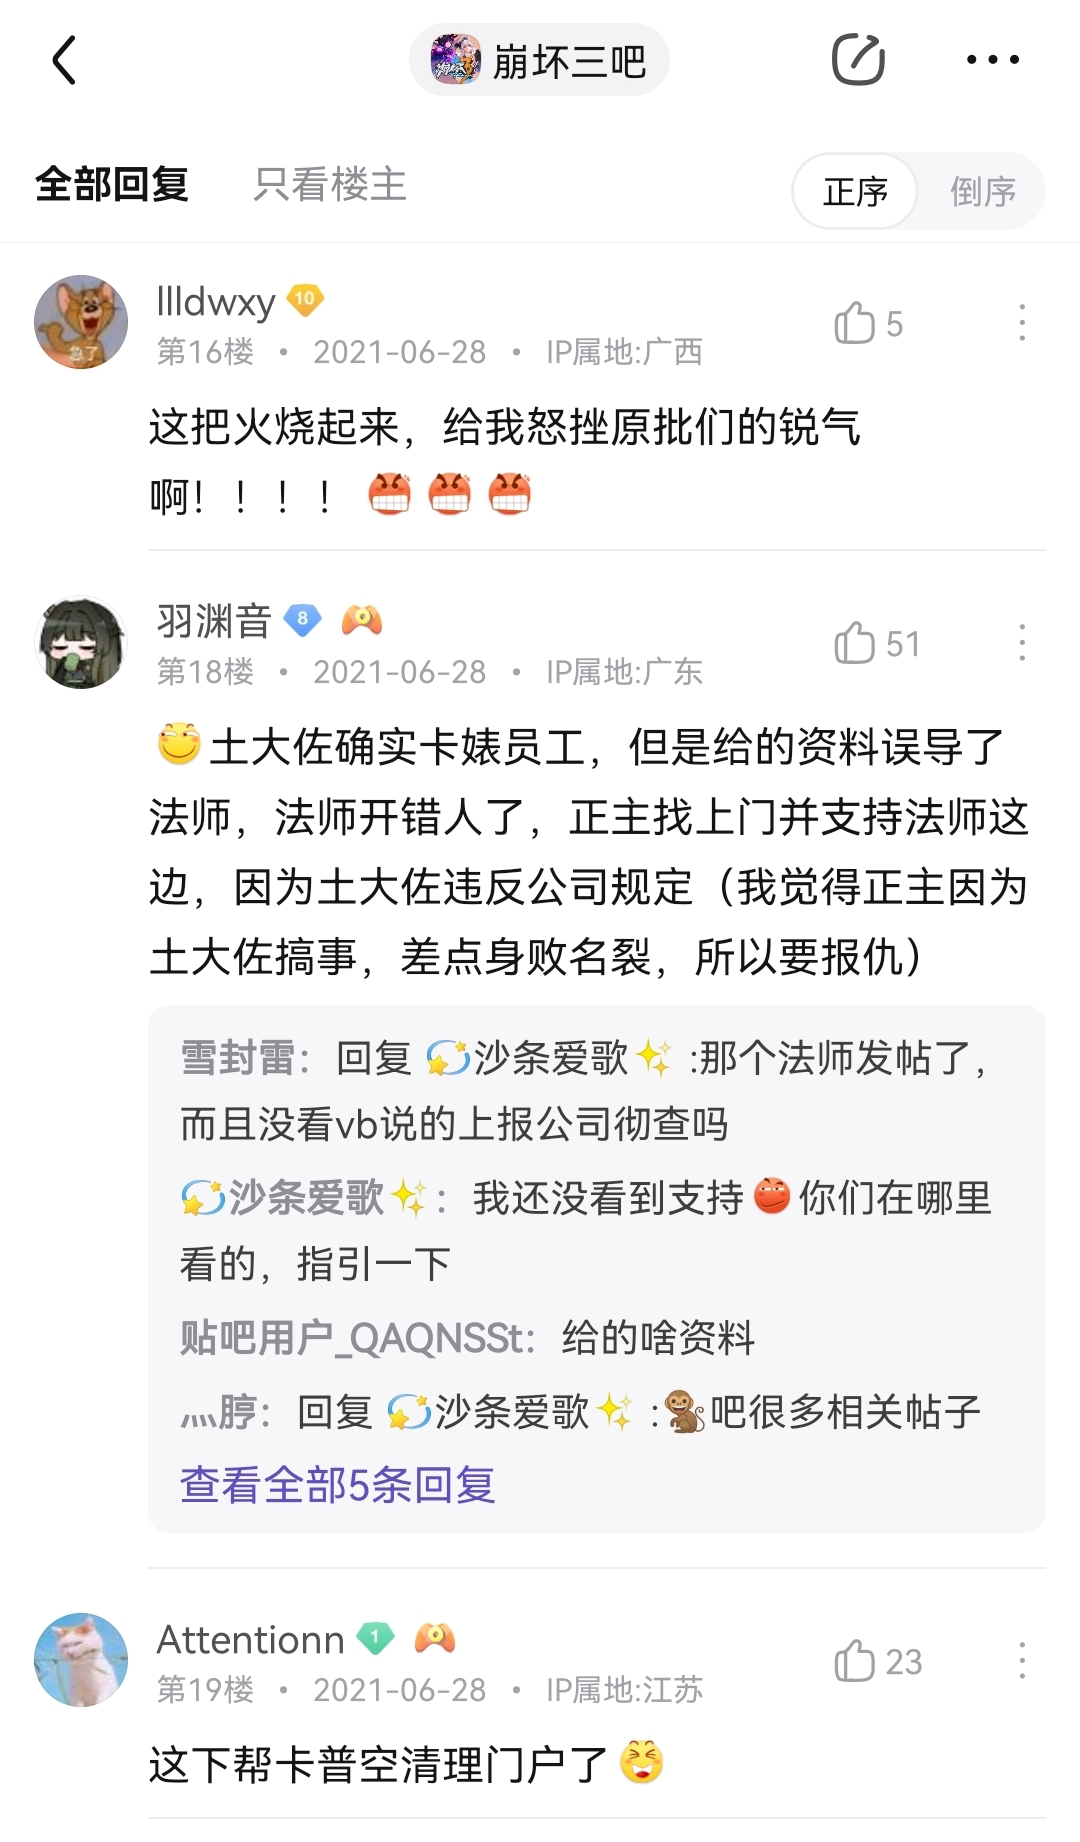 崩坏三吧
全部回复 只看楼主 正序 倒序
llldwxy 10
第16楼 • 2021-06-28 • IP属地:广西 5
急了
这把火烧起来，给我怒挫原批们的锐气
啊！！！！😡😡😡
羽渊音 8
第18楼 • 2021-06-28 • IP属地:广东 51
土大佐确实卡婊员工，但是给的资料误导了
法师，法师开错人了，正主找上门并支持法师这
边，因为土大佐违反公司规定（我觉得正主因为
土大佐搞事，差点身败名裂，所以要报仇）
雪封雷：回复 💫沙条爱歌✨ :那个法师发帖了，
而且没看vb说的上报公司彻查吗
💫沙条爱歌✨：我还没看到支持你们在哪里
看的，指引一下
贴吧用户_QAQNSSt：给的啥资料
灬脝：回复 💫沙条爱歌✨ :🐒吧很多相关帖子
查看全部5条回复
Attentionn 1
第19楼 • 2021-06-28 • IP属地:江苏 23
这下帮卡普空清理门户了😆